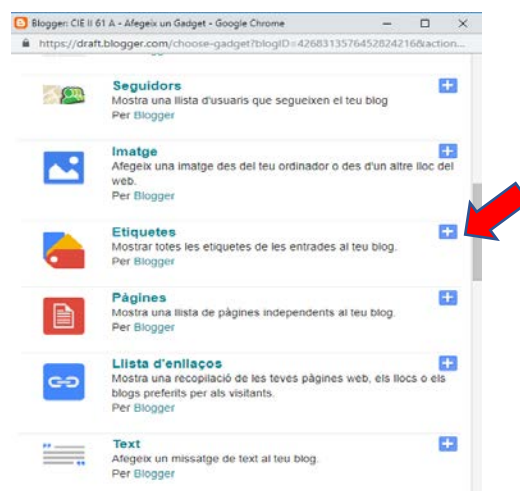 Blogger: CIE II 61 A - Afegeix un Gadget - Google Chrome
https://draft.blogger.com/choose-gadget?blogID=4268313576452824216&action...
Seguidors
Mostra una llista d'usuaris que segueixen el teu blog
Per Blogger
Imatge
Afegeix una imatge des del teu ordinador o des d'un altre lloc del
web.
Per Blogger
Etiquetes
Mostrar totes les etiquetes de les entrades al teu blog.
Per Blogger
Pàgines
Mostra una llista de pàgines independents al teu blog.
Per Blogger
Llista d'enllaços
Mostra una recopilació de les teves pàgines web, els llocs o els
blogs preferits per als visitants.
Per Blogger
Text
Afegeix un missatge de text al teu blog.
Per Blogger